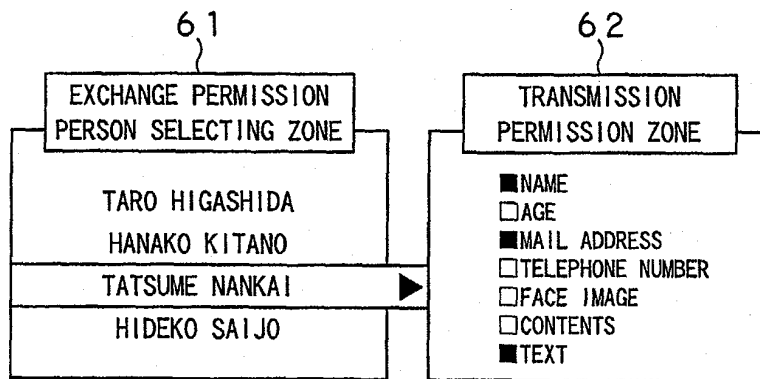 61
EXCHANGE PERMISSION
PERSON SELECTING ZONE
TARO HIGASHIDA
HANAKO KITANO
TATSUME NANKAI
HIDEKO SAIJO
62
TRANSMISSION
PERMISSION ZONE
■NAME
□AGE
■MAIL ADDRESS
□TELEPHONE NUMBER
□FACE IMAGE
□CONTENTS
■TEXT